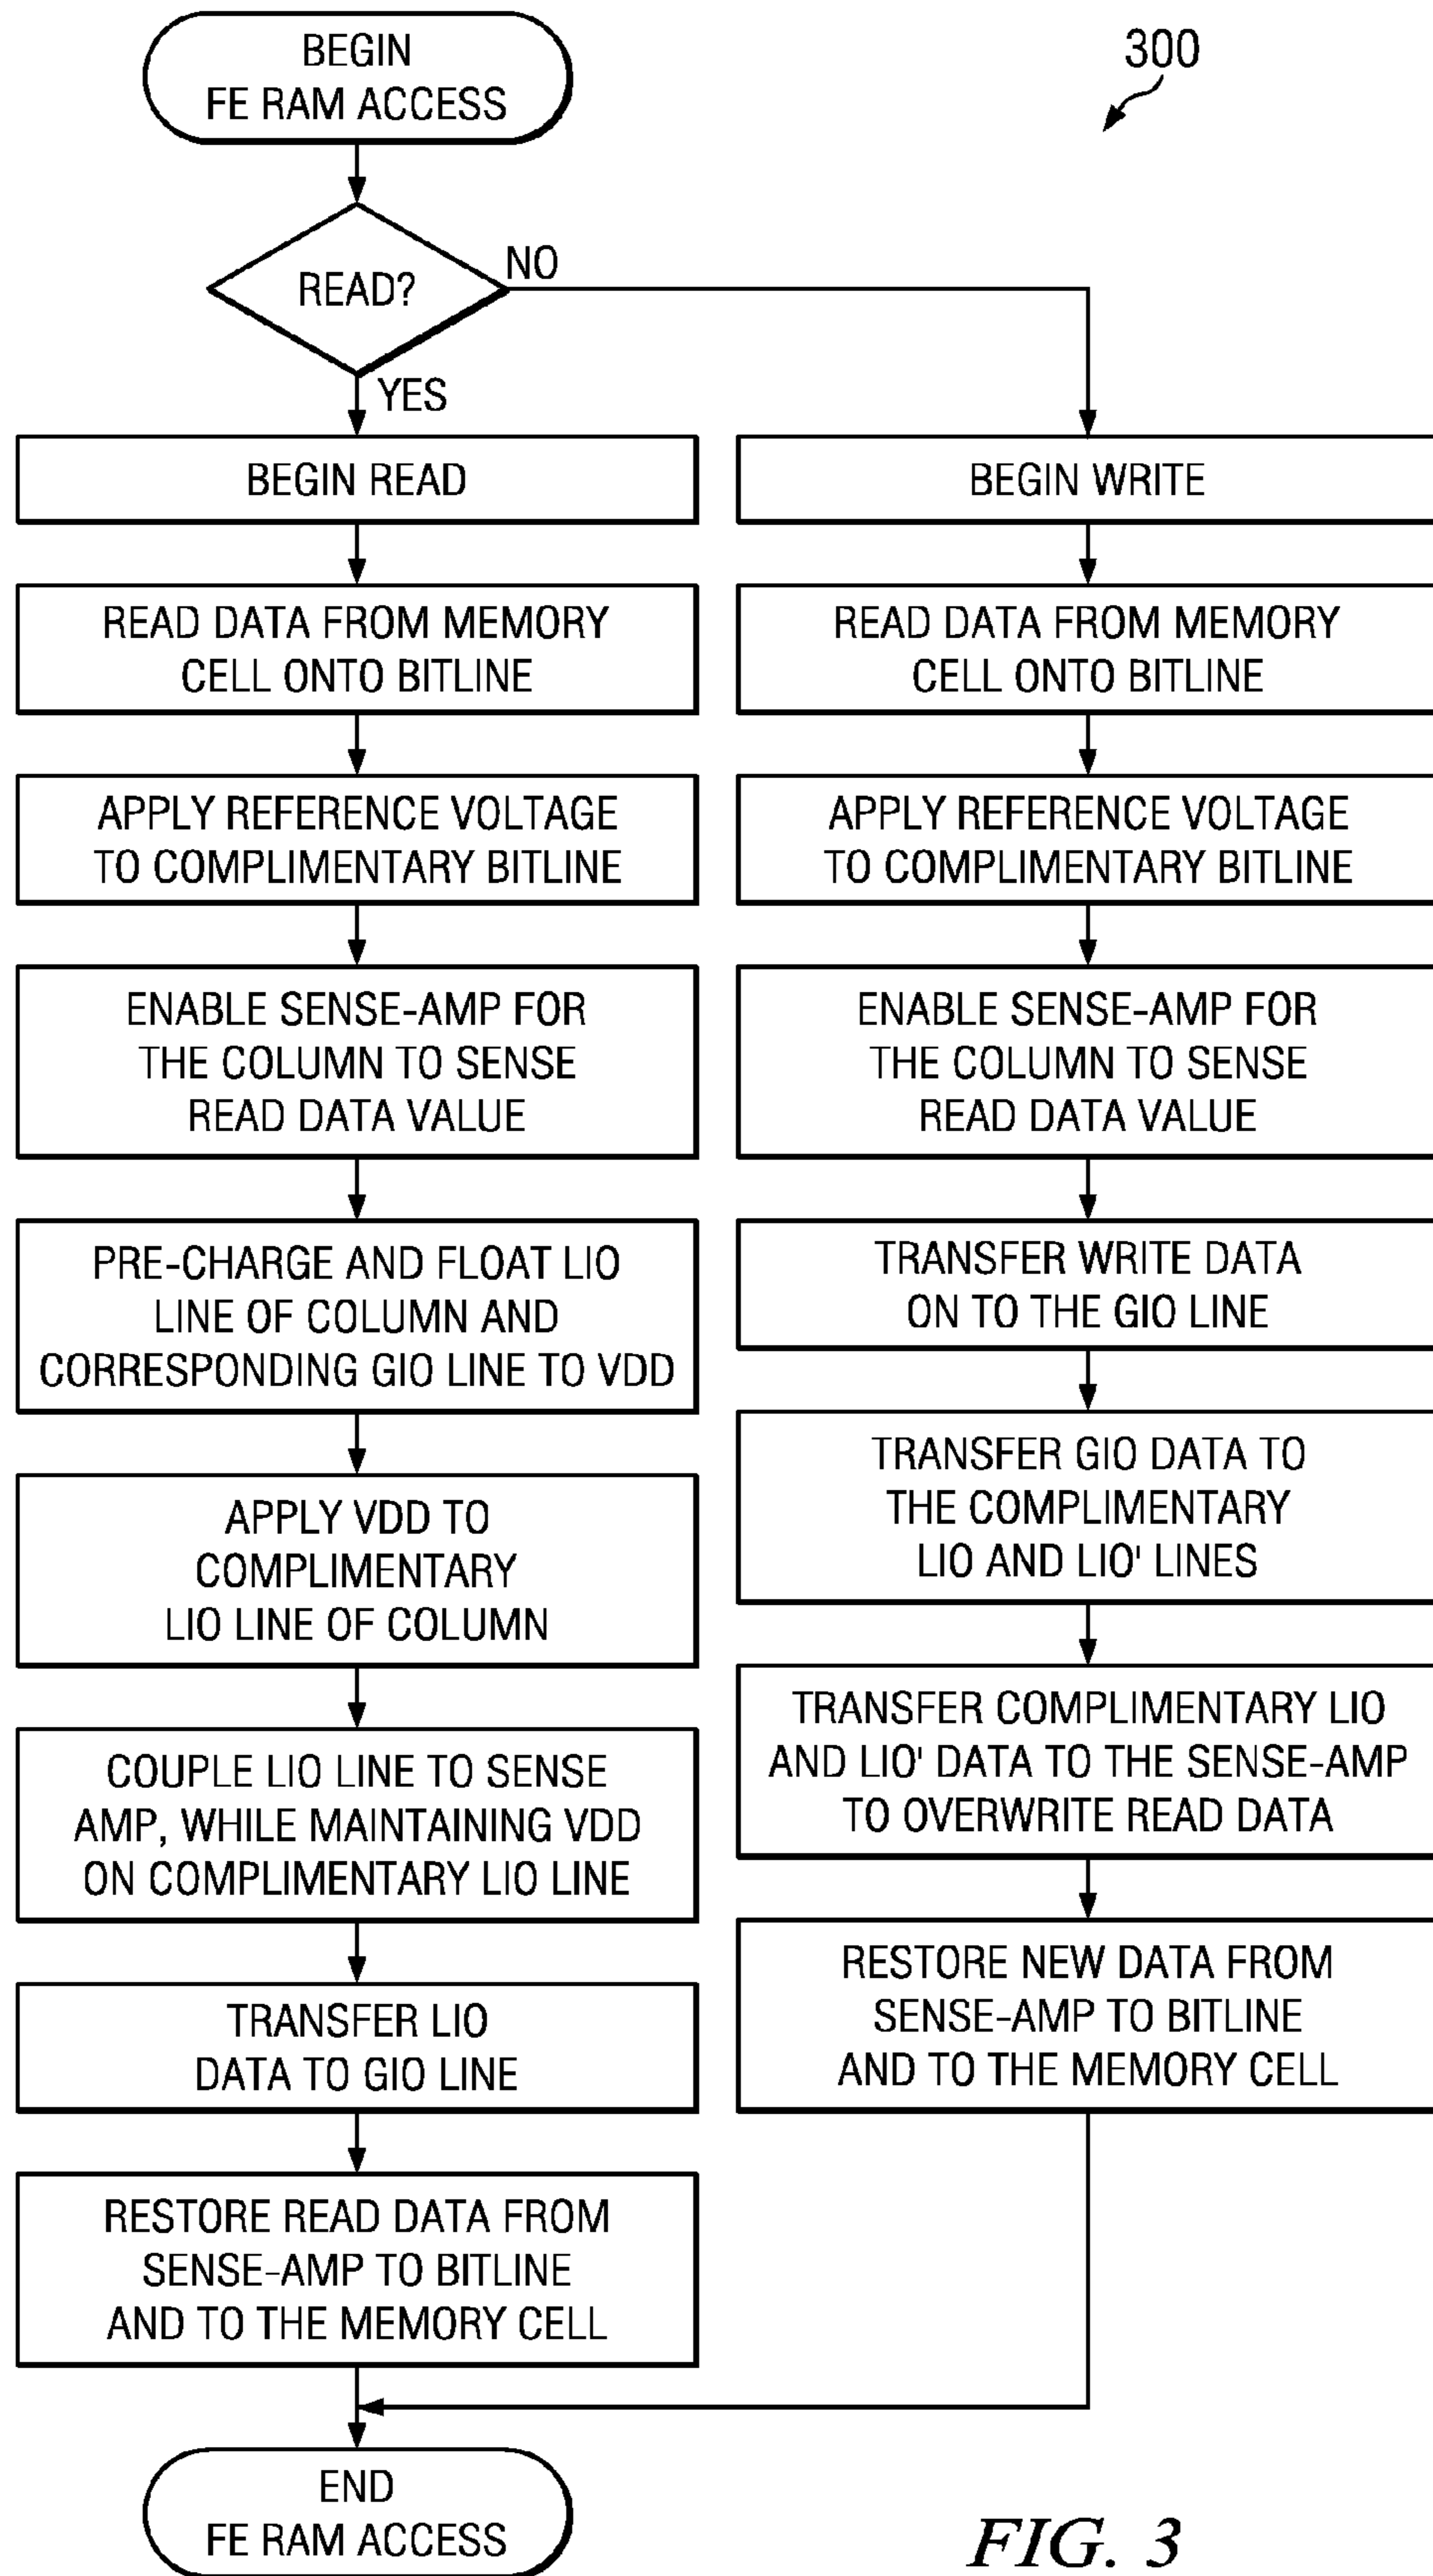 BEGIN
FE RAM ACCESS
300
READ?
NO
YES
BEGIN READ
READ DATA FROM MEMORY
CELL ONTO BITLINE
APPLY REFERENCE VOLTAGE
TO COMPLIMENTARY BITLINE
ENABLE SENSE-AMP FOR
THE COLUMN TO SENSE
READ DATA VALUE
PRE-CHARGE AND FLOAT LIO
LINE OF COLUMN AND
CORRESPONDING GIO LINE TO VDD
APPLY VDD TO
COMPLIMENTARY
LIO LINE OF COLUMN
COUPLE LIO LINE TO SENSE
AMP, WHILE MAINTAINING VDD
ON COMPLIMENTARY LIO LINE
TRANSFER LIO
DATA TO GIO LINE
RESTORE READ DATA FROM
SENSE-AMP TO BITLINE
AND TO THE MEMORY CELL
BEGIN WRITE
READ DATA FROM MEMORY
CELL ONTO BITLINE
APPLY REFERENCE VOLTAGE
TO COMPLIMENTARY BITLINE
ENABLE SENSE-AMP FOR
THE COLUMN TO SENSE
READ DATA VALUE
TRANSFER WRITE DATA
ON TO THE GIO LINE
TRANSFER GIO DATA TO
THE COMPLIMENTARY
LIO AND LIO' LINES
TRANSFER COMPLIMENTARY LIO
AND LIO' DATA TO THE SENSE-AMP
TO OVERWRITE READ DATA
RESTORE NEW DATA FROM
SENSE-AMP TO BITLINE
AND TO THE MEMORY CELL
END
FE RAM ACCESS
FIG. 3